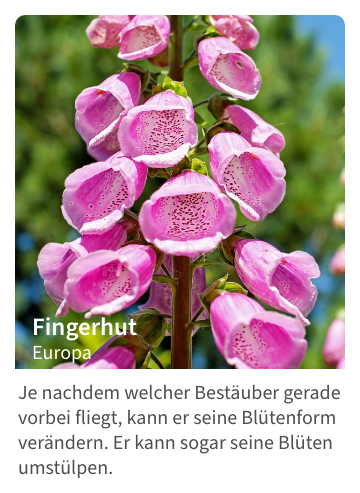 Fingerhut
Europa
Je nachdem welcher Bestäuber gerade
vorbei fliegt, kann er seine Blütenform
verändern. Er kann sogar seine Blüten
umstülpen.